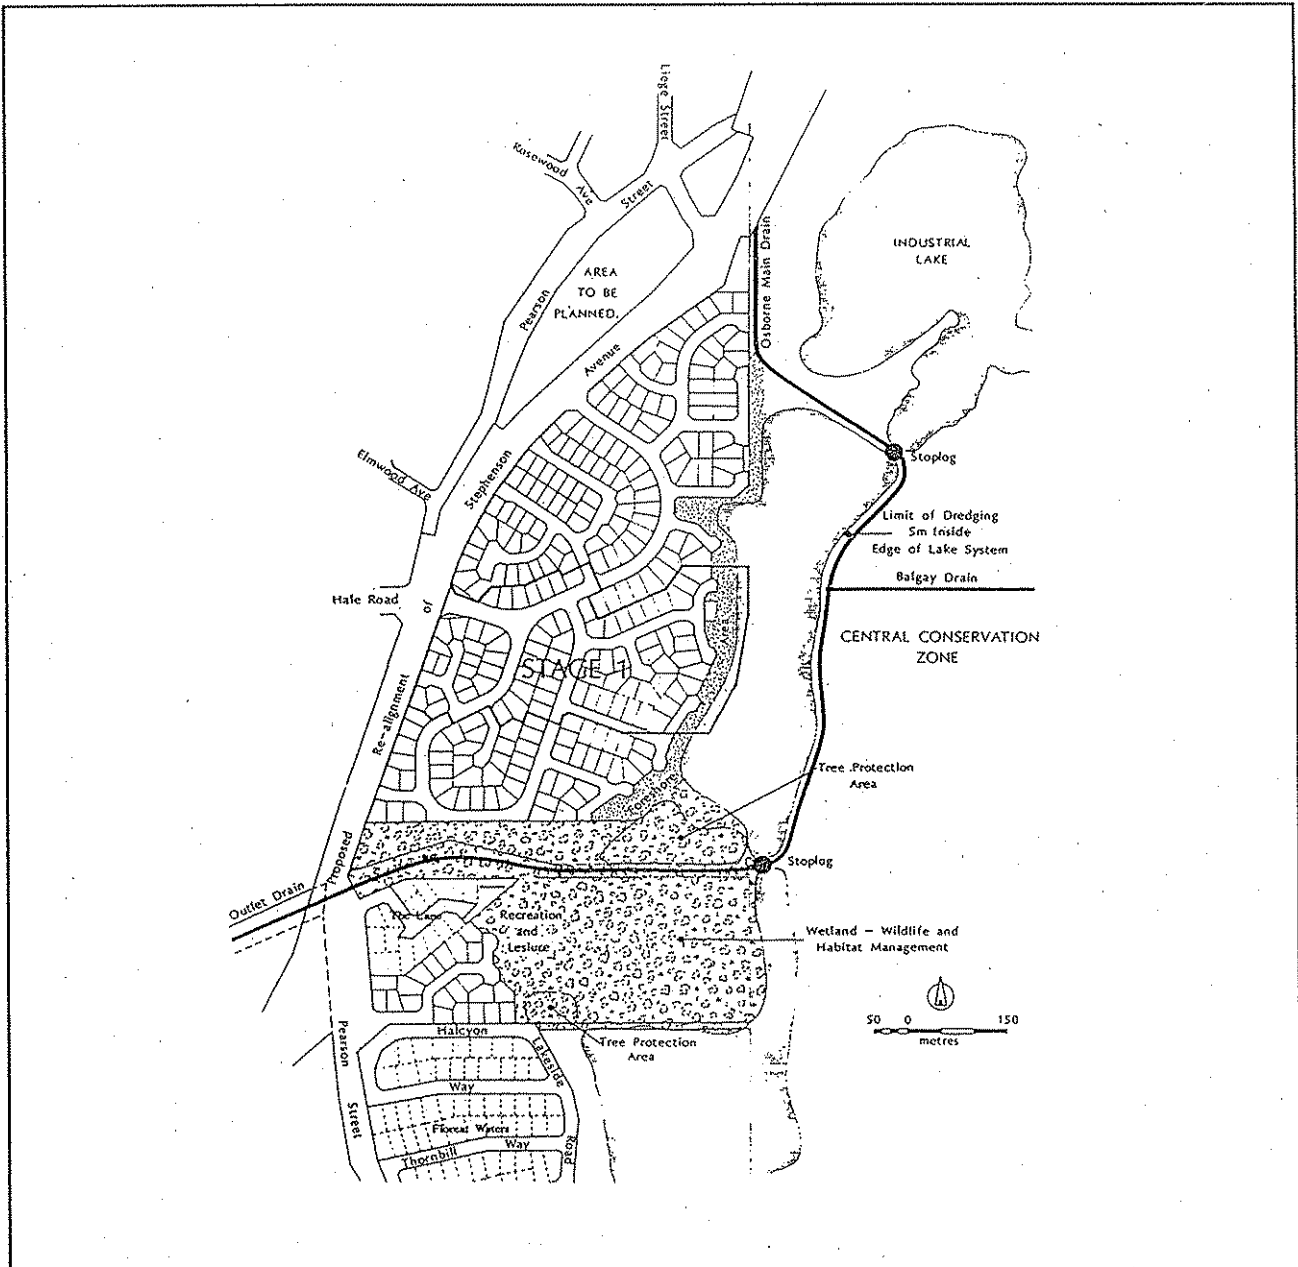 Liege Street
Rosewood Ave
Street
Pearson
AREA
TO BE
PLANNED.
INDUSTRIAL
LAKE
Osborne Main Drain
Avenue
Stephenson
Elmwood Ave
Stoplog
Limit of Dredging
5m Inside
Edge of Lake System
Balgay Drain
Hale Road
of
CENTRAL CONSERVATION
ZONE
STAGE 1
Re-alignment
Tree Protection
Area
Foreshore
Proposed
Stoplog
Outlet Drain
The Lane
Recreation
and
Leisure
Wetland – Wildlife and
Habitat Management
50 0 150
metres
Pearson
Street
Halcyon
Way
Lakeside
Road
Tree Protection
Area
Floreat Waters
Thornbill Way